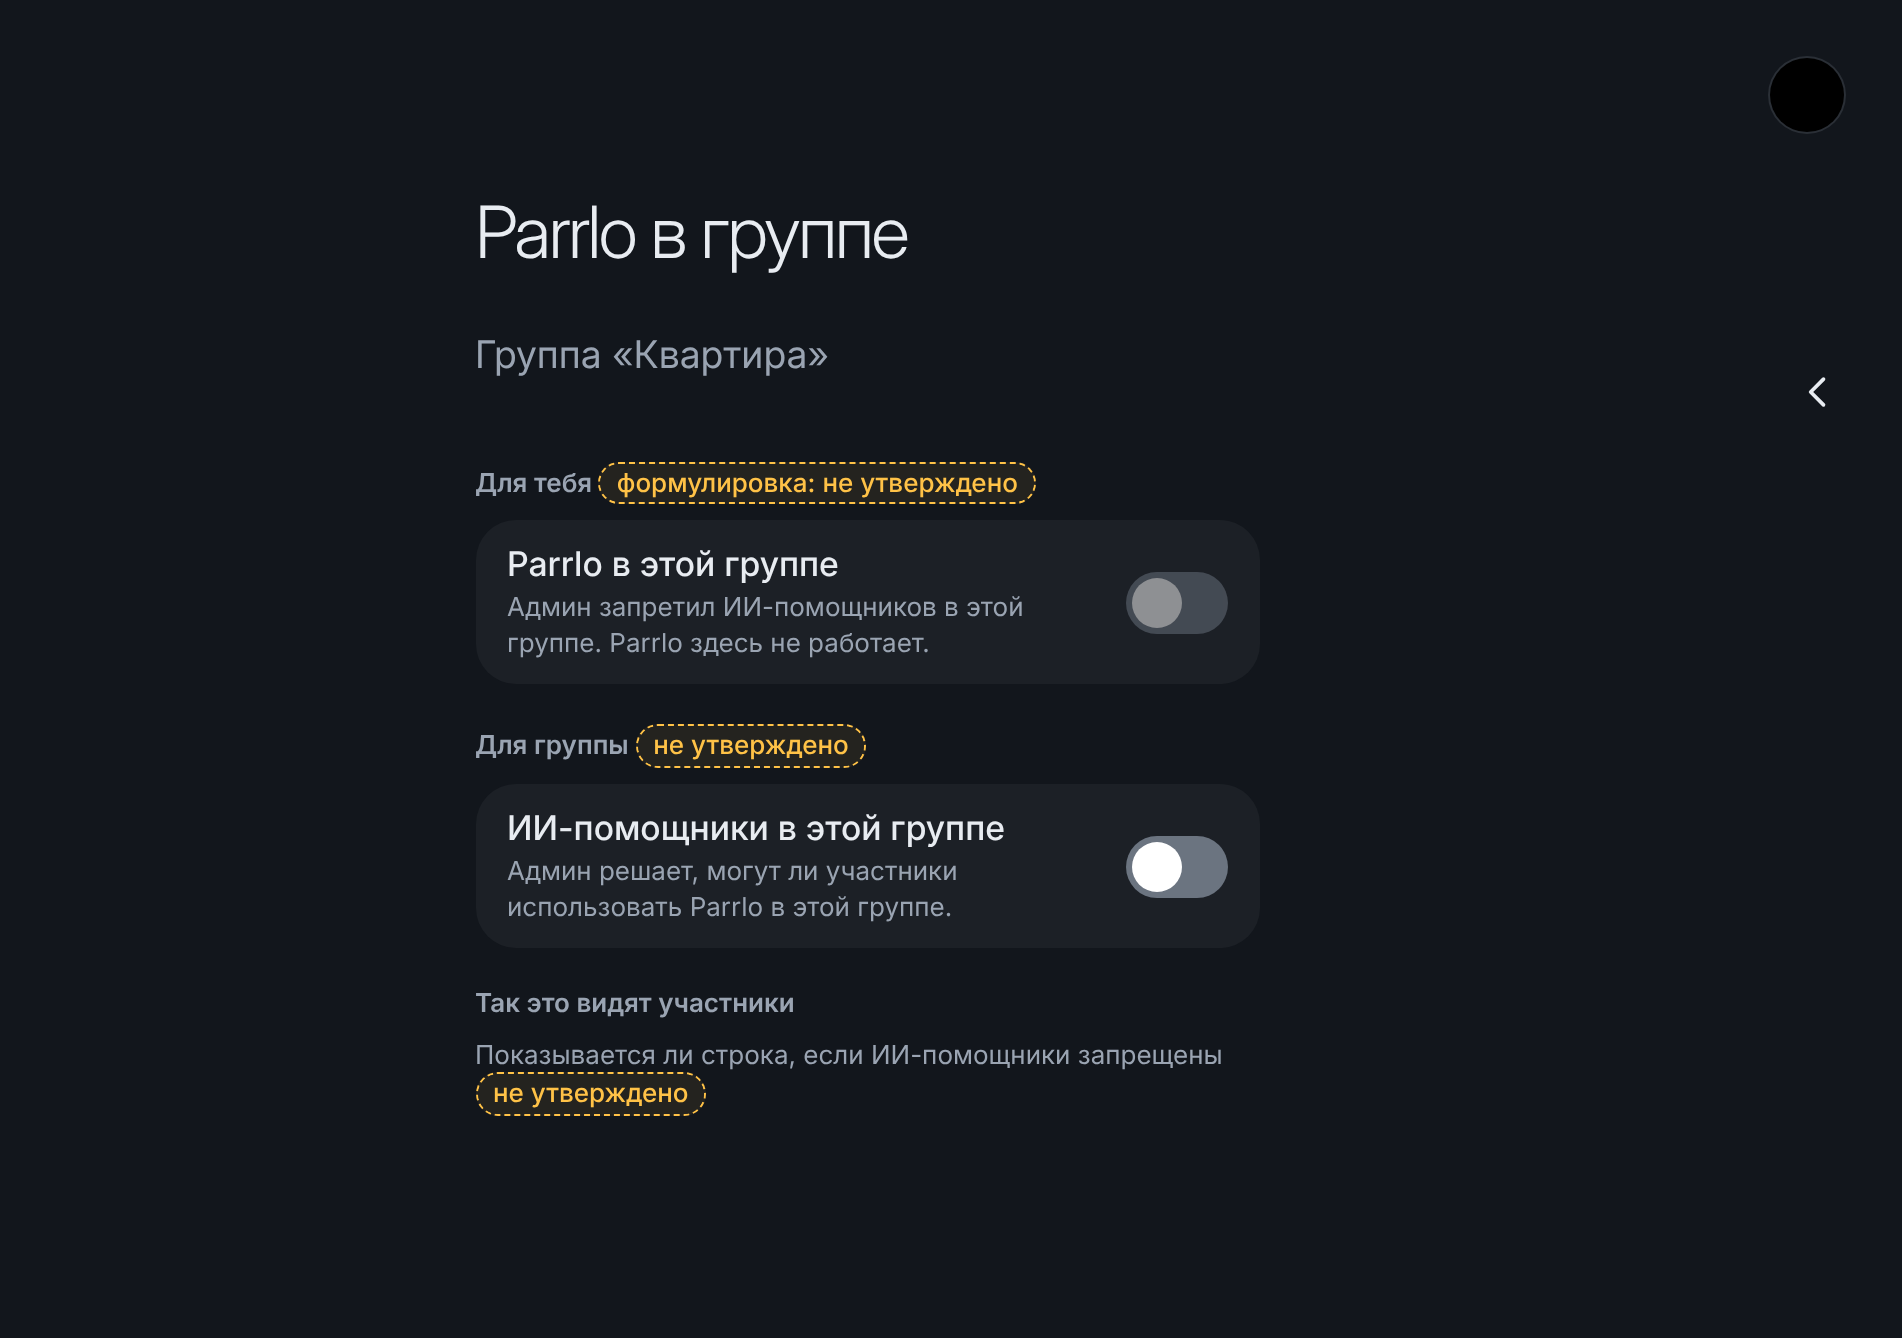 Parrlo в группе
Группа «Квартира»
Для тебя формулировка: не утверждено
Parrlo в этой группе
Админ запретил ИИ-помощников в этой
группе. Parrlo здесь не работает.
Для группы не утверждено
ИИ-помощники в этой группе
Админ решает, могут ли участники
использовать Parrlo в этой группе.
Так это видят участники
Показывается ли строка, если ИИ-помощники запрещены
не утверждено